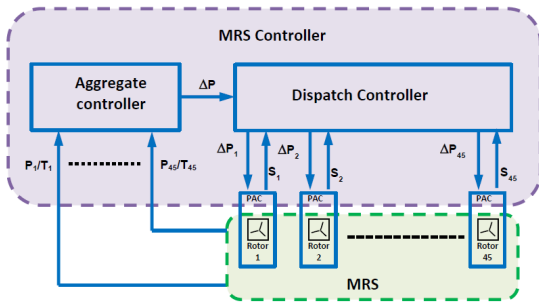 MRS Controller
Aggregate
controller
ΔP
Dispatch Controller
P1/T1
P45/T45
ΔP1
S1
ΔP2
S2
ΔP45
S45
PAC
PAC
PAC
Rotor
1
Rotor
2
Rotor
45
MRS